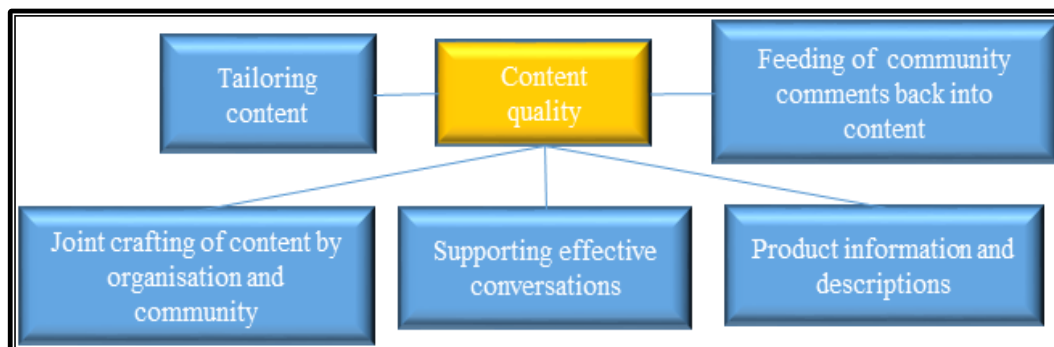 Tailoring
content
Content
quality
Feeding of community
comments back into
content
Joint crafting of content by
organisation and
community
Supporting effective
conversations
Product information and
descriptions